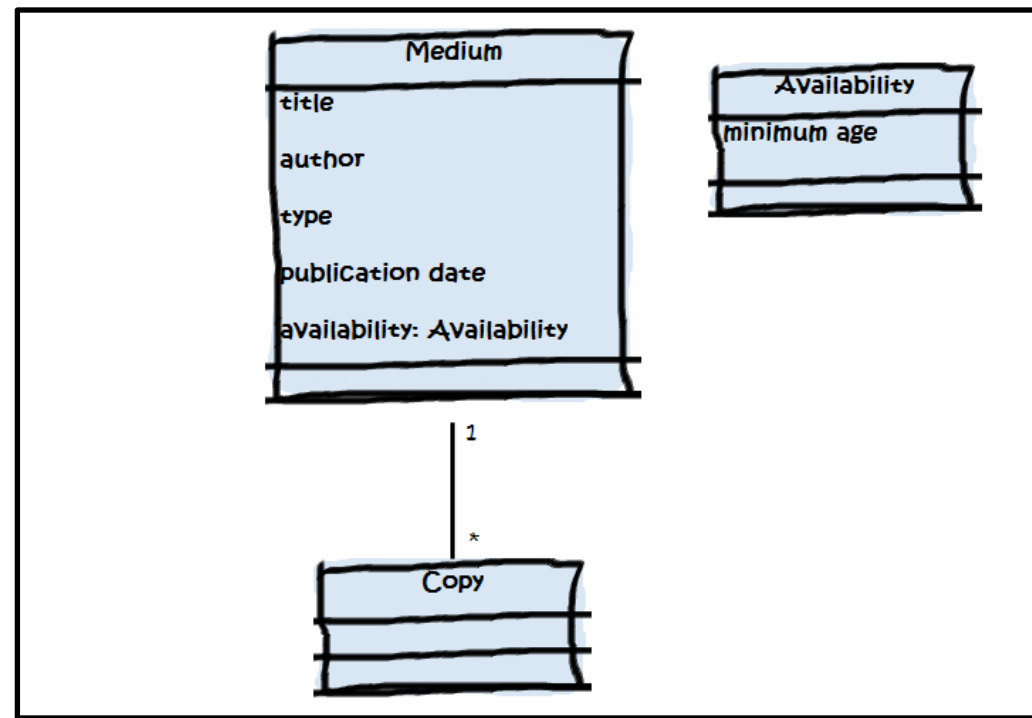 Medium
title
author
type
publication date
availability: Availability
Availability
minimum age
1
*
Copy